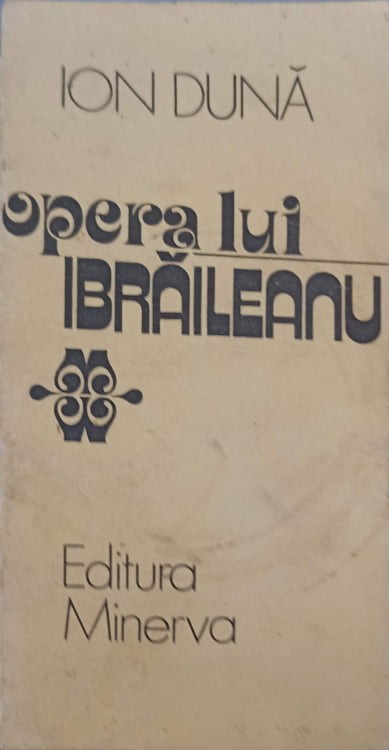 ION DUNĂ
opera lui
IBRĂILEANU
Editura
Minerva